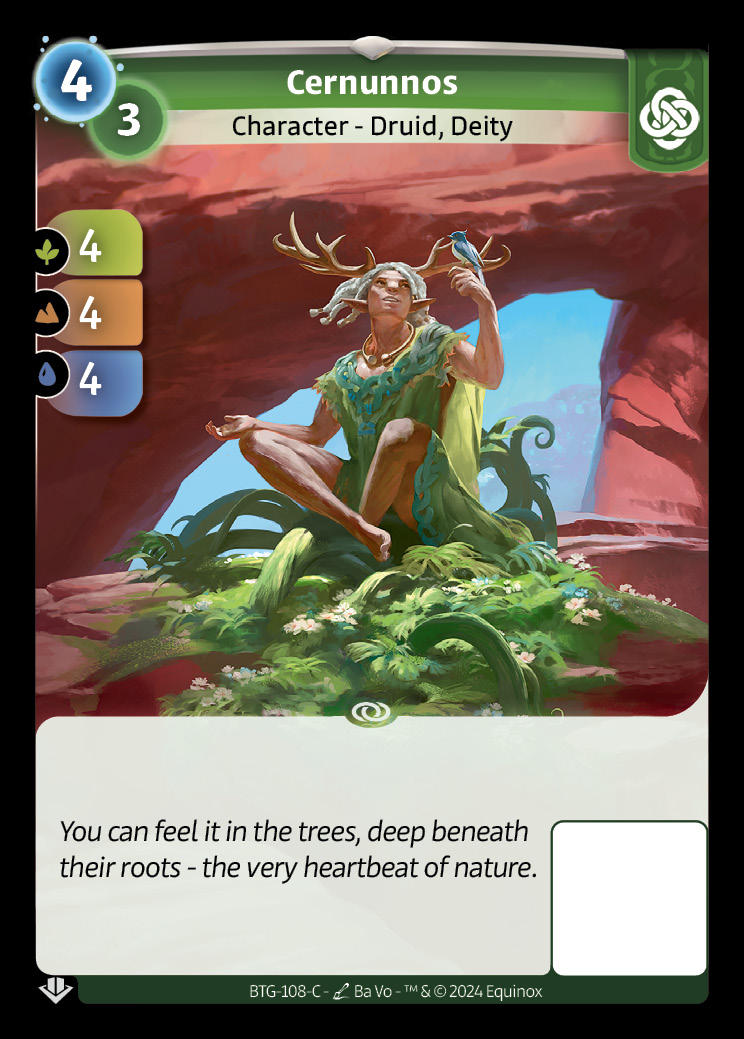 4
Cernunnos
3
Character - Druid, Deity
4
4
4
You can feel it in the trees, deep beneath
their roots - the very heartbeat of nature.
BTG-108-C - Ba Vo - ™ & © 2024 Equinox